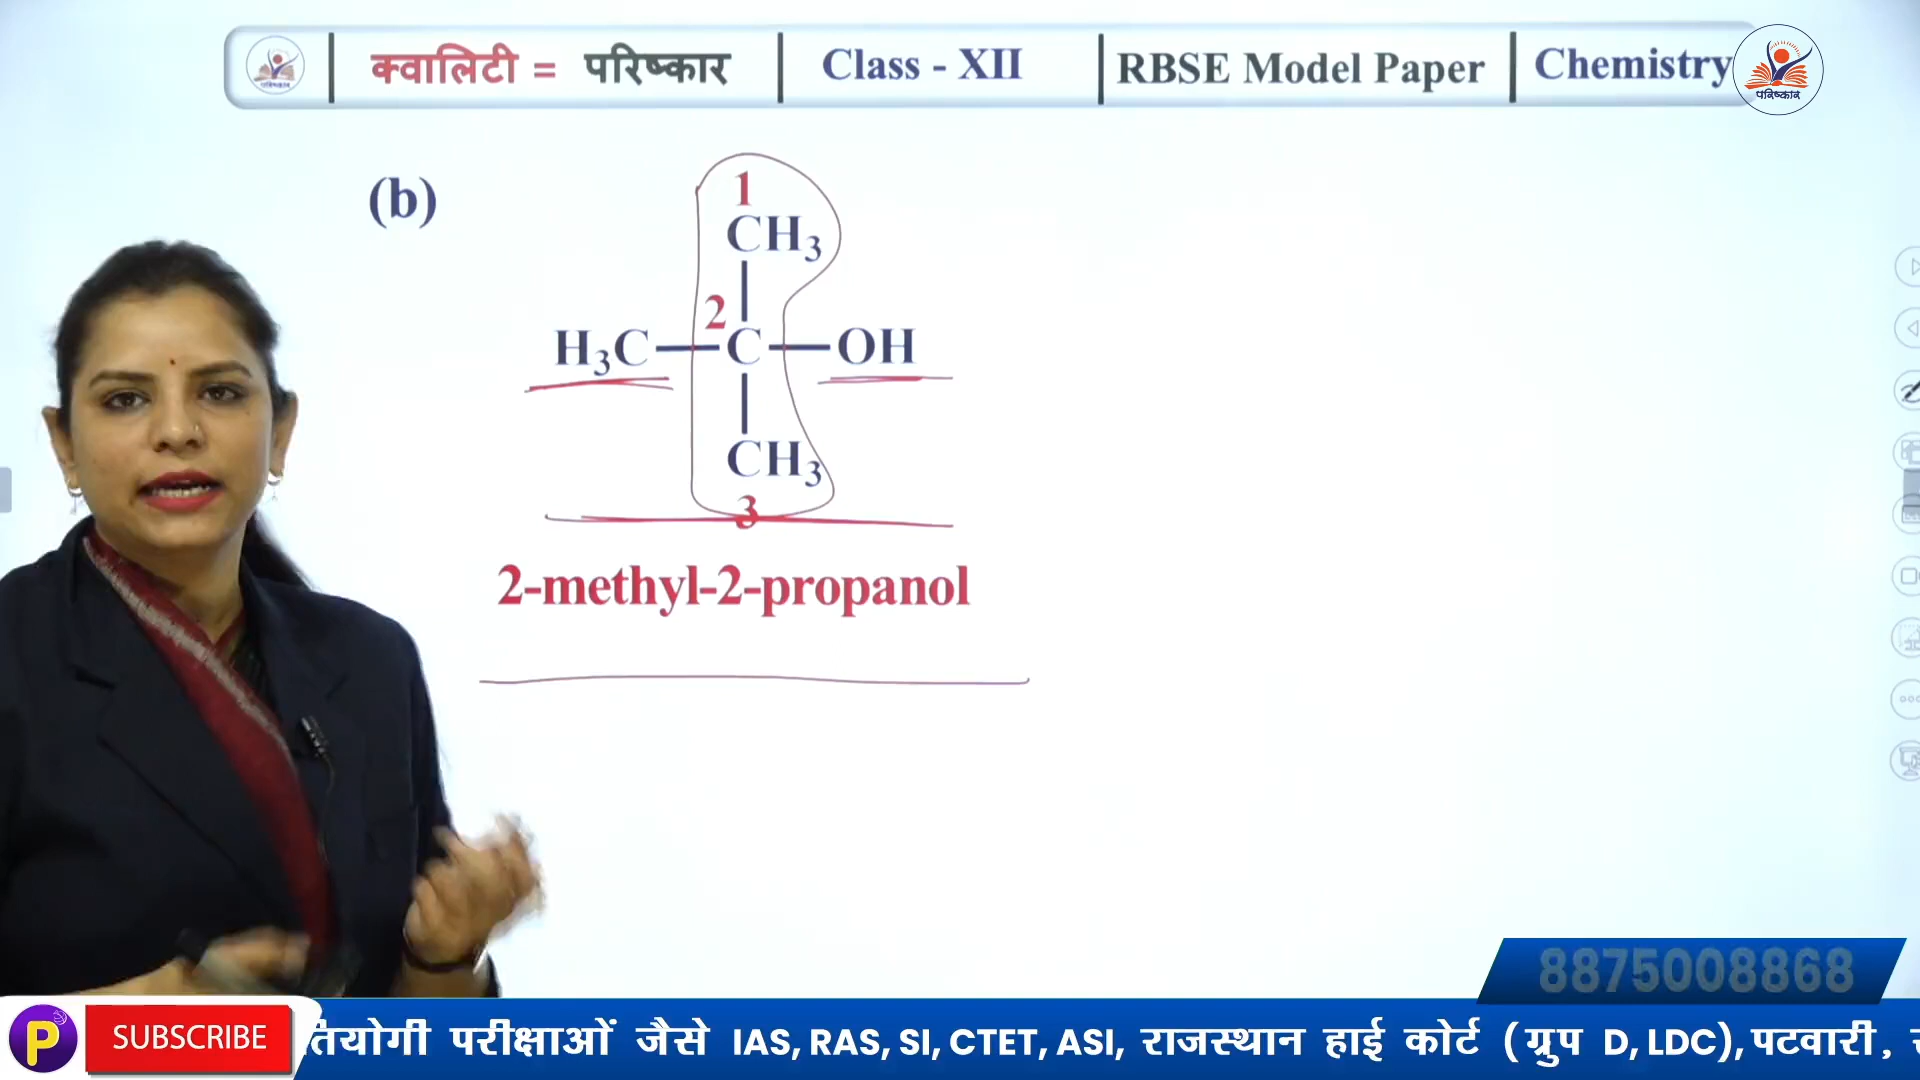 क्वालिटी = परिष्कार Class - XII RBSE Model Paper Chemistry
परिष्कार
(b)
1
CH3
2
H3C C OH
CH3
3
2-methyl-2-propanol
8875008868
P SUBSCRIBE परीक्षाओं जैसे IAS, RAS, SI, CTET, ASI, राजस्थान हाई कोर्ट (ग्रुप D, LDC), पटवारी,